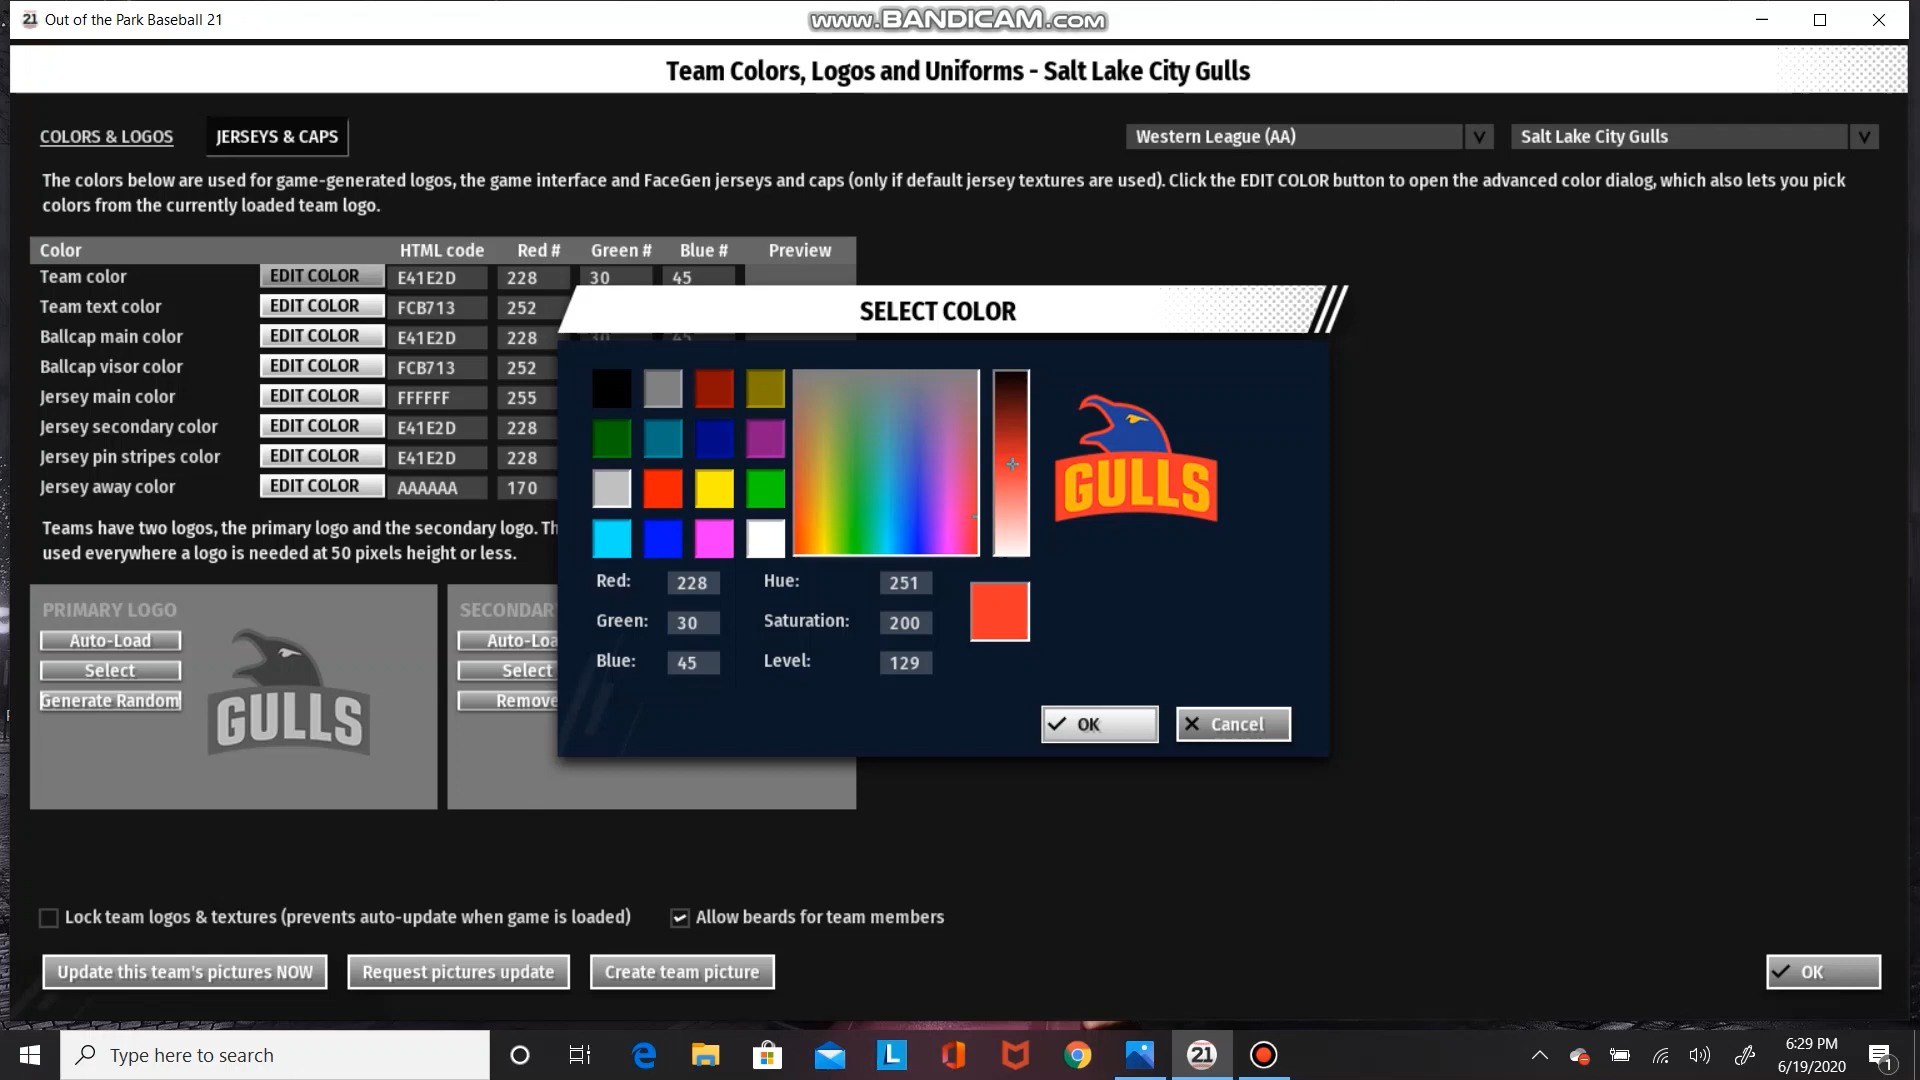 21 Out of the Park Baseball 21
www.BANDICAM.com
Team Colors, Logos and Uniforms - Salt Lake City Gulls
COLORS & LOGOS JERSEYS & CAPS Western League (AA) V Salt Lake City Gulls V
The colors below are used for game-generated logos, the game interface and FaceGen jerseys and caps (only if default jersey textures are used). Click the EDIT COLOR button to open the advanced color dialog, which also lets you pick
colors from the currently loaded team logo.
Color HTML code Red # Green # Blue # Preview
Team color EDIT COLOR E41E2D 228 30 45
Team text color EDIT COLOR FCB713 252
Ballcap main color EDIT COLOR E41E2D 228 30 45
Ballcap visor color EDIT COLOR FCB713 252
Jersey main color EDIT COLOR FFFFFF 255
Jersey secondary color EDIT COLOR E41E2D 228
Jersey pin stripes color EDIT COLOR E41E2D 228
Jersey away color EDIT COLOR AAAAAA 170
Teams have two logos, the primary logo and the secondary logo. Th
used everywhere a logo is needed at 50 pixels height or less.
PRIMARY LOGO
Auto-Load
Select
Generate Random
GULLS
SECONDAR
Auto-Loa
Select
Remove
SELECT COLOR
GULLS
Red: 228 Hue: 251
Green: 30 Saturation: 200
Blue: 45 Level: 129
OK Cancel
Lock team logos & textures (prevents auto-update when game is loaded) Allow beards for team members
Update this team's pictures NOW Request pictures update Create team picture OK
Type here to search
L
21
6:29 PM
6/19/2020
1